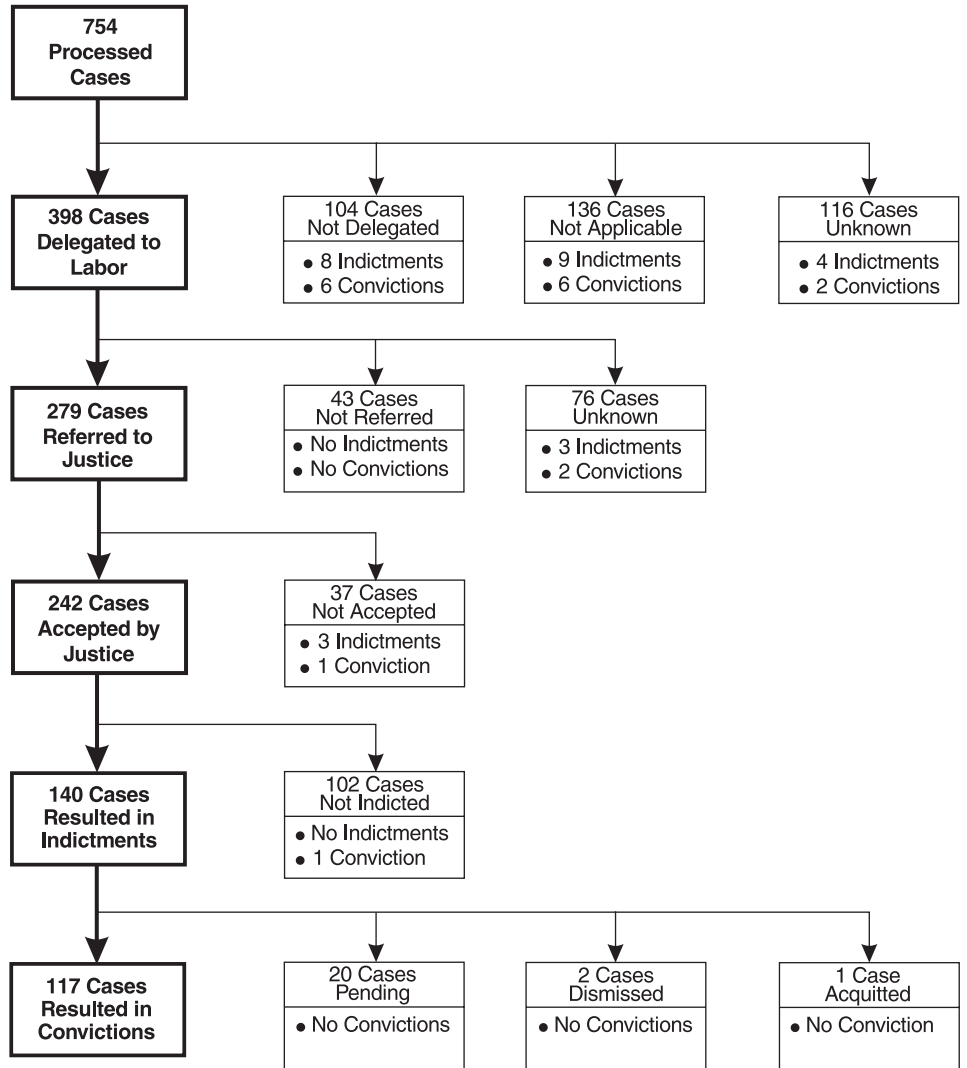 754
Processed
Cases
398 Cases
Delegated to
Labor
104 Cases
Not Delegated
● 8 Indictments
● 6 Convictions
136 Cases
Not Applicable
● 9 Indictments
● 6 Convictions
116 Cases
Unknown
● 4 Indictments
● 2 Convictions
279 Cases
Referred to
Justice
43 Cases
Not Referred
● No Indictments
● No Convictions
76 Cases
Unknown
● 3 Indictments
● 2 Convictions
242 Cases
Accepted by
Justice
37 Cases
Not Accepted
● 3 Indictments
● 1 Conviction
140 Cases
Resulted in
Indictments
102 Cases
Not Indicted
● No Indictments
● 1 Conviction
117 Cases
Resulted in
Convictions
20 Cases
Pending
● No Convictions
2 Cases
Dismissed
● No Convictions
1 Case
Acquitted
● No Conviction